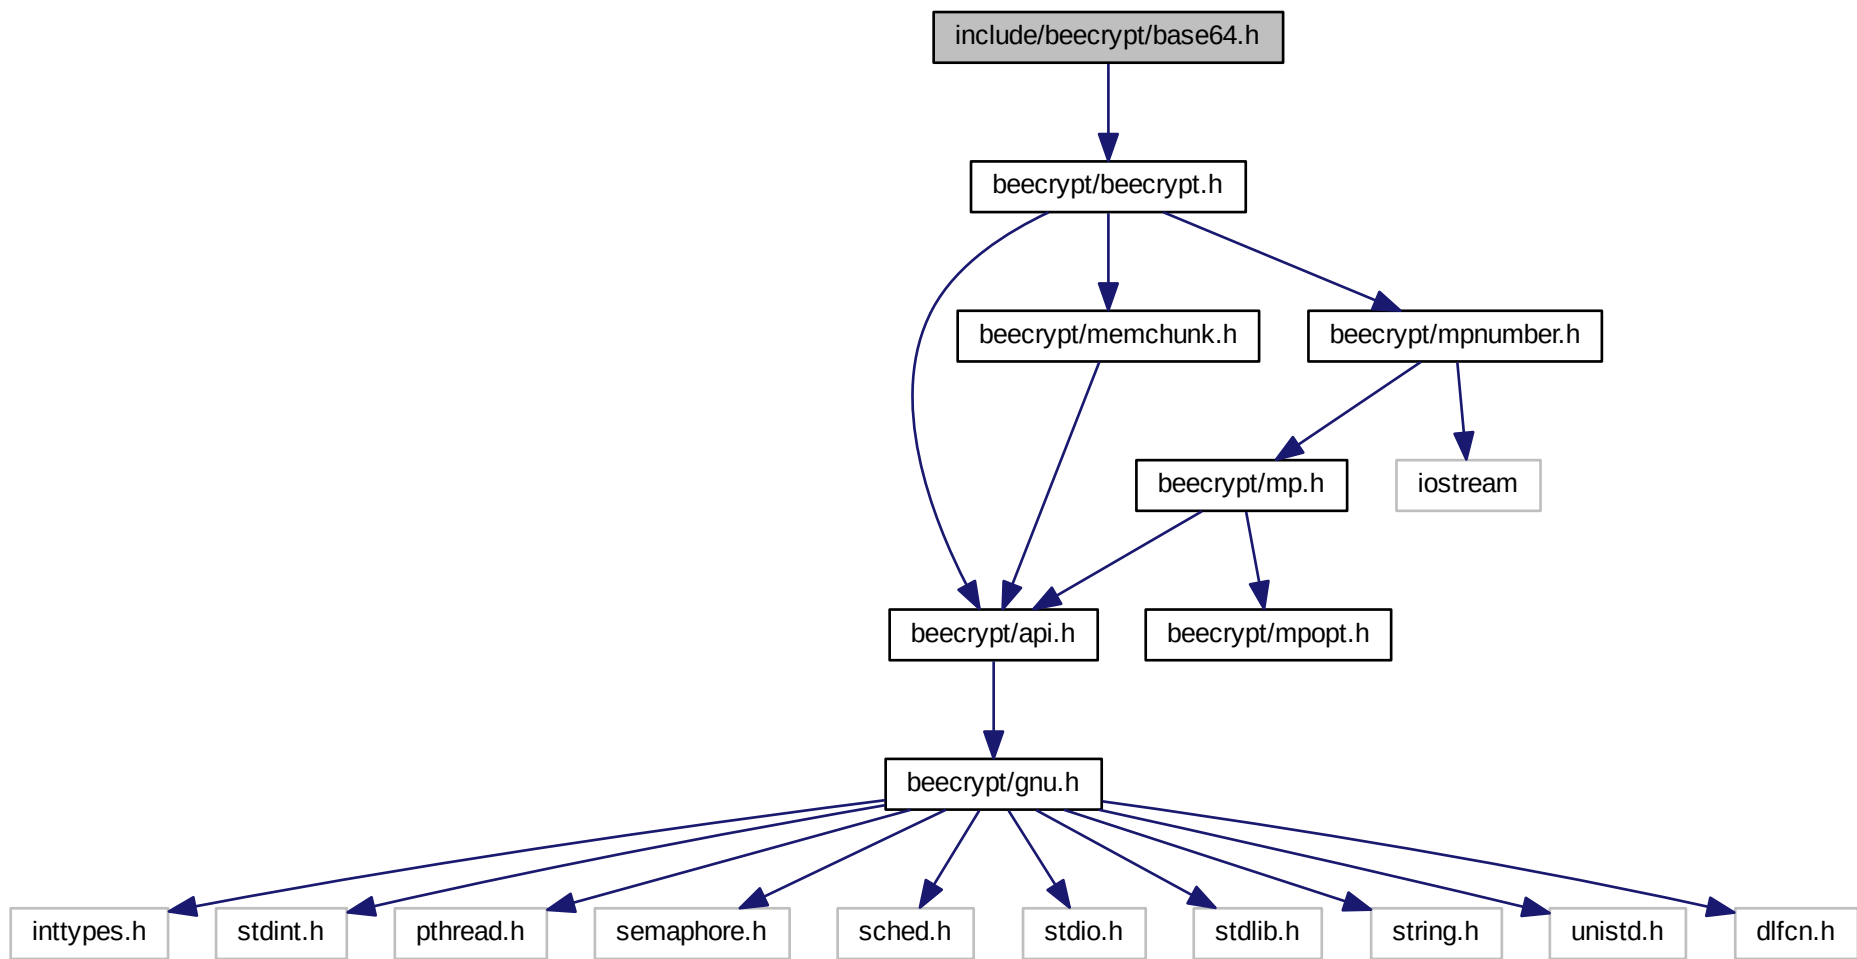 include/beecrypt/base64.h
beecrypt/beecrypt.h
beecrypt/memchunk.h
beecrypt/mpnumber.h
beecrypt/mp.h
iostream
beecrypt/api.h
beecrypt/mpopt.h
beecrypt/gnu.h
inttypes.h
stdint.h
pthread.h
semaphore.h
sched.h
stdio.h
stdlib.h
string.h
unistd.h
dlfcn.h